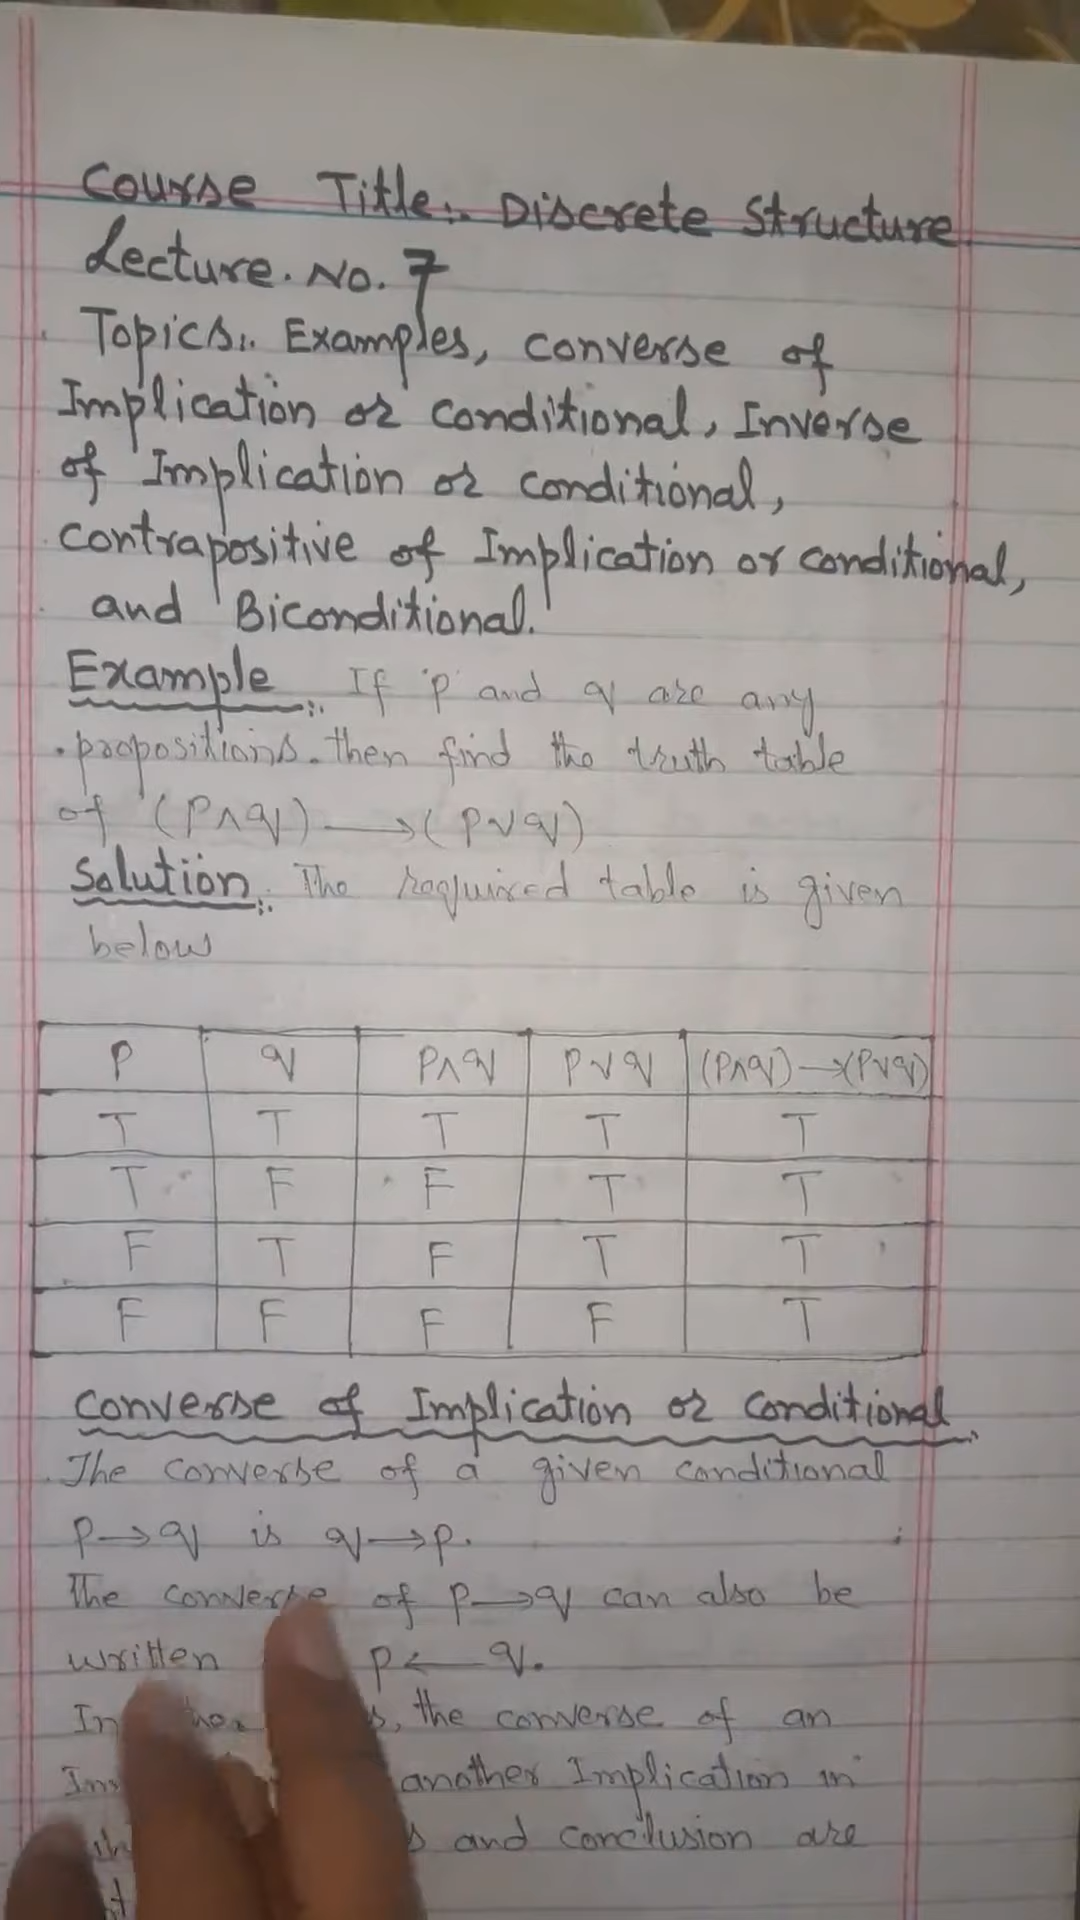 Course Title:. Discrete Structure
Lecture. No. 7
Topics:. Examples, converse of
Implication or conditional, Inverse
of Implication or conditional,
contrapositive of Implication or conditional,
and Biconditional.
Example:. If p and q are any
propositions. then find the truth table
of (P∧q) → (p∨q)
Solution:. The required table is given
below
P q P∧q P∨q (P∧q)→(P∨q)
T T T T T
T F F T T
F T F T T
F F F F T
Converse of Implication or Conditional
The converse of a given conditional
p→q is q→p.
The converse of p→q can also be
written p← q.
In the converse of an
another Implication in
and conclusion are